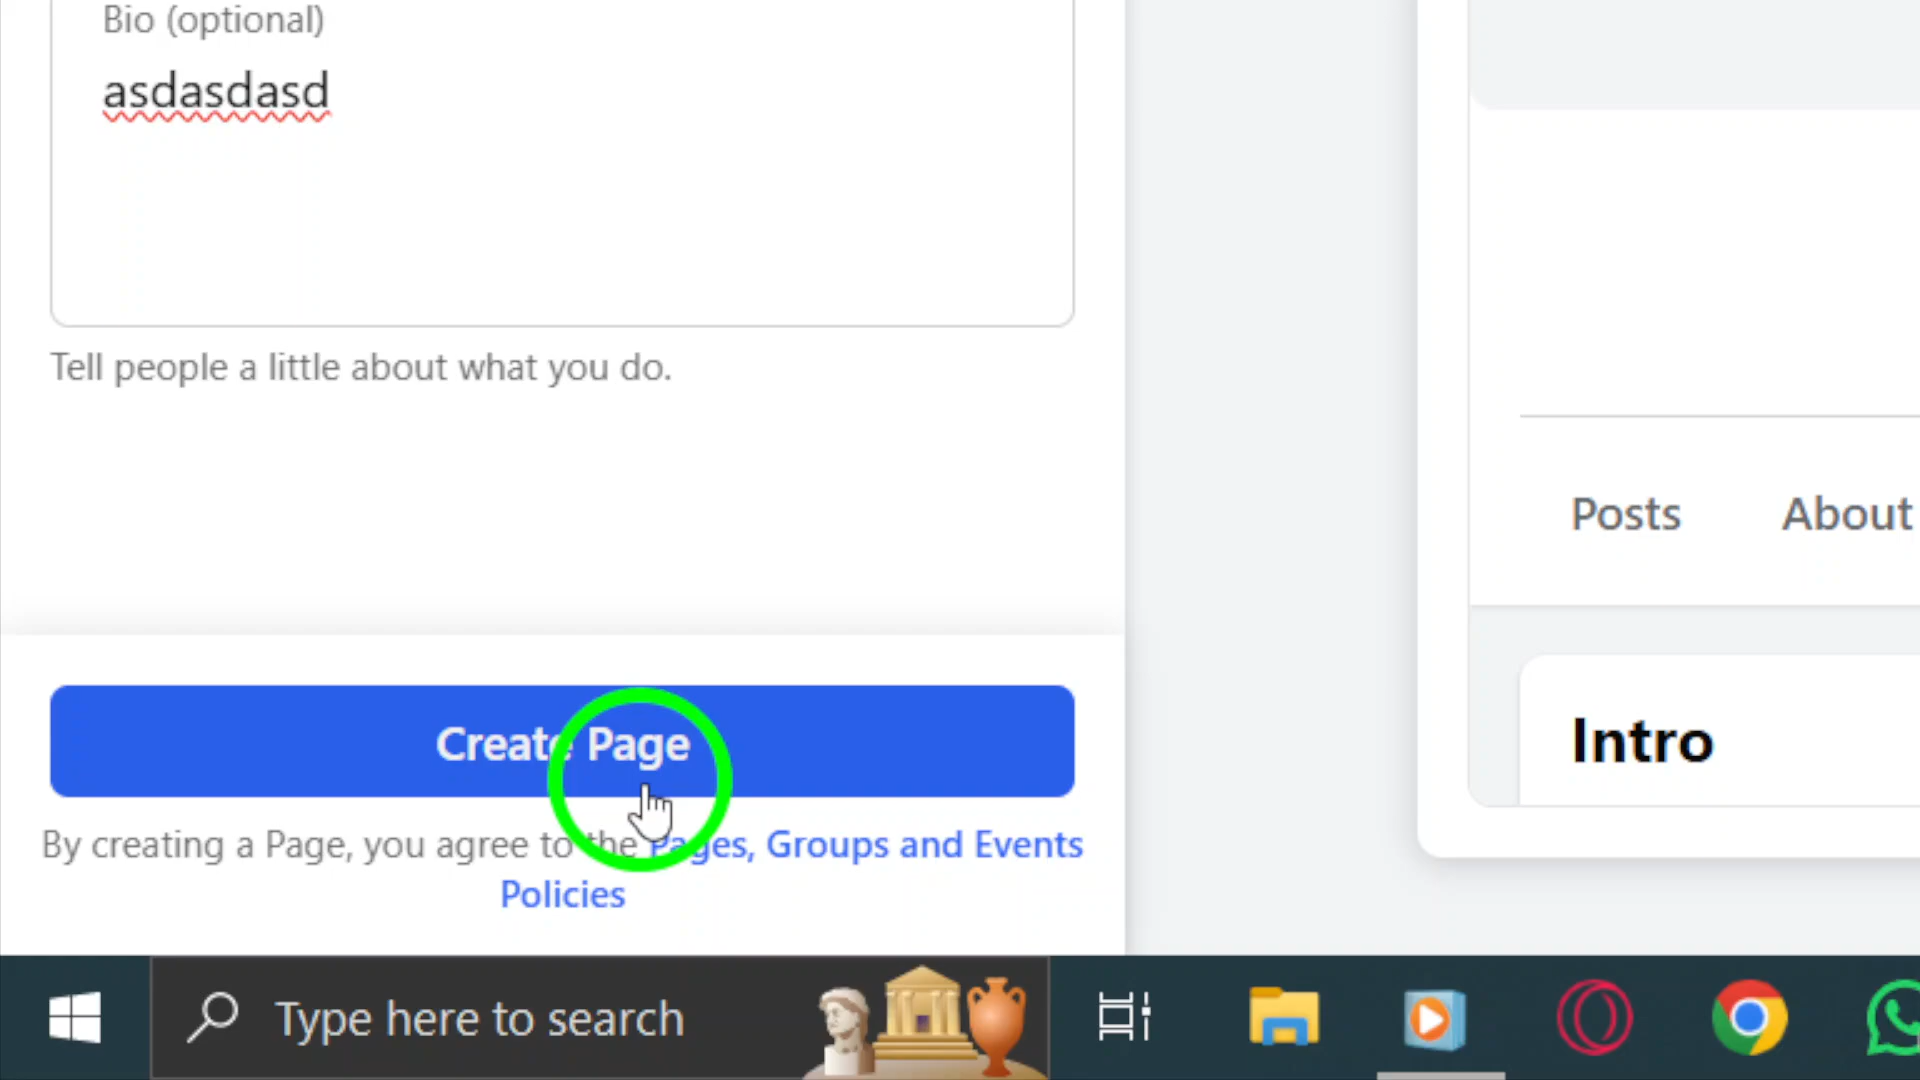 Bio (optional)
asdasdasd
Tell people a little about what you do.
Create Page
By creating a Page, you agree to the Pages, Groups and Events
Policies
Posts About
Intro
Type here to search